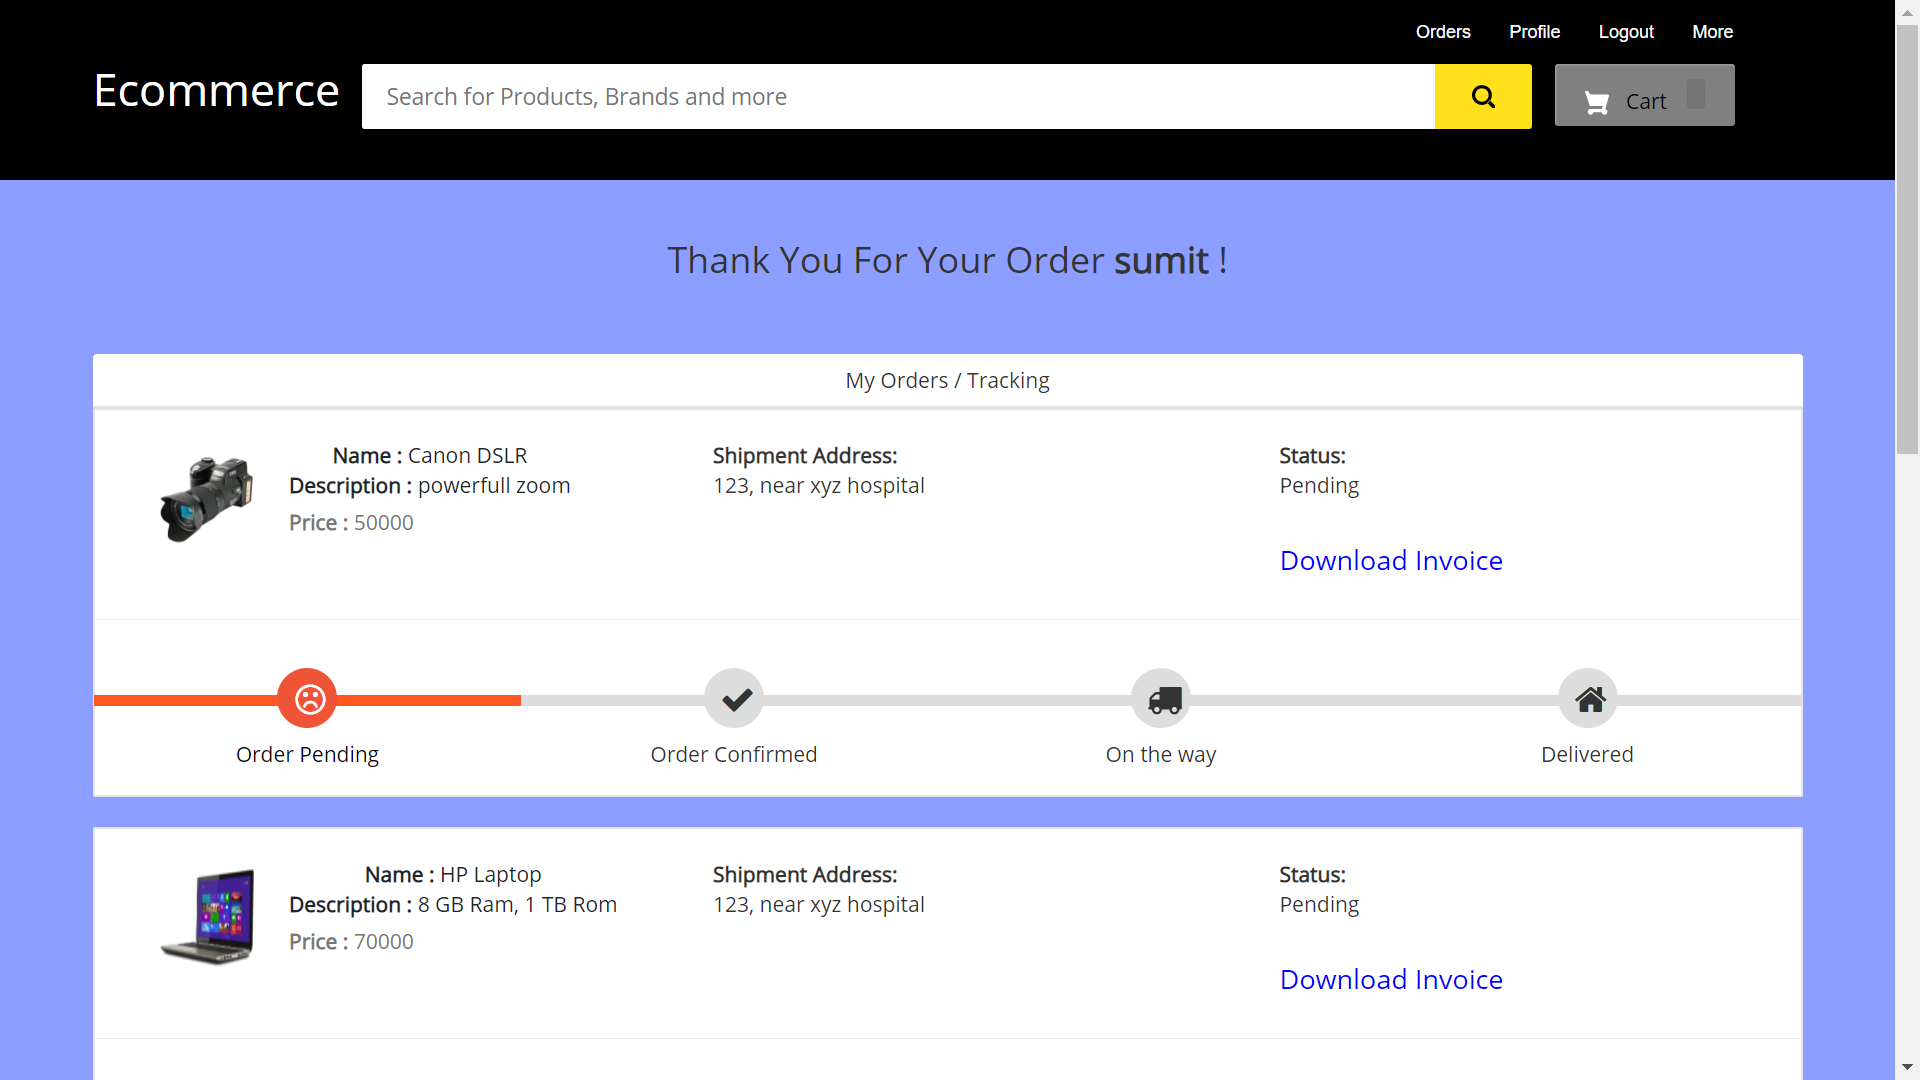 Orders Profile Logout More
Ecommerce
Search for Products, Brands and more
Cart
Thank You For Your Order sumit !
My Orders / Tracking
Name : Canon DSLR
Description : powerfull zoom
Price : 50000
Shipment Address:
123, near xyz hospital
Status:
Pending
Download Invoice
Order Pending
Order Confirmed
On the way
Delivered
Name : HP Laptop
Description : 8 GB Ram, 1 TB Rom
Price : 70000
Shipment Address:
123, near xyz hospital
Status:
Pending
Download Invoice